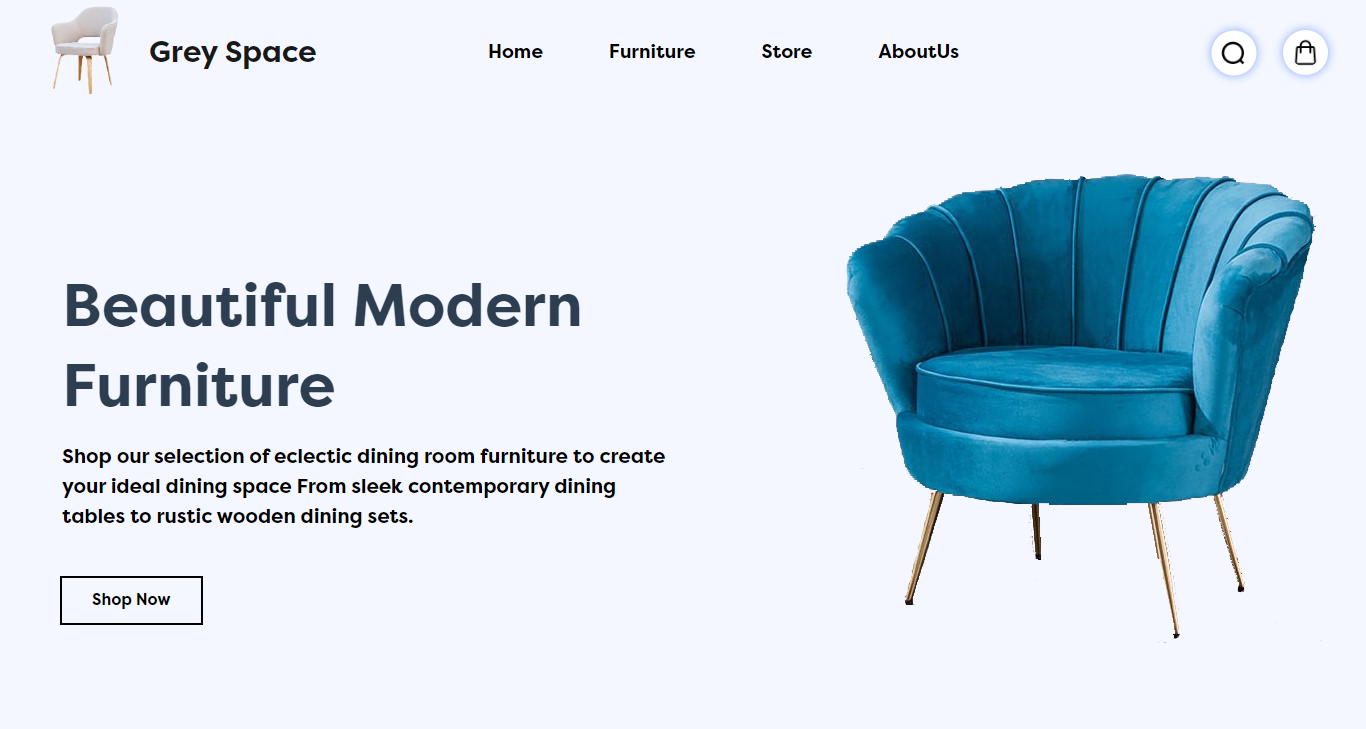 Grey Space
Home
Furniture
Store
AboutUs
Beautiful Modern
Furniture
Shop our selection of eclectic dining room furniture to create
your ideal dining space From sleek contemporary dining
tables to rustic wooden dining sets.
Shop Now